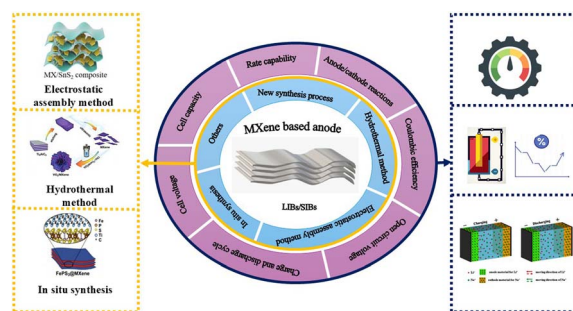 MX/SnS₂ composite
Electrostatic
assembly method
Hydrothermal
method
Fe
P
S
Ti
C
FePS₃@MXene
In situ synthesis
Rate capability
Anode/cathode reactions
Coulombic efficiency
Open circuit voltage
Charge and discharge cycle
Cell voltage
Cell capacity
New synthesis process
Hydrothermal method
Electrostatic assembly method
In situ synthesis
Others
MXene based anode
LIBs/SIBs
%
Charging
Discharging